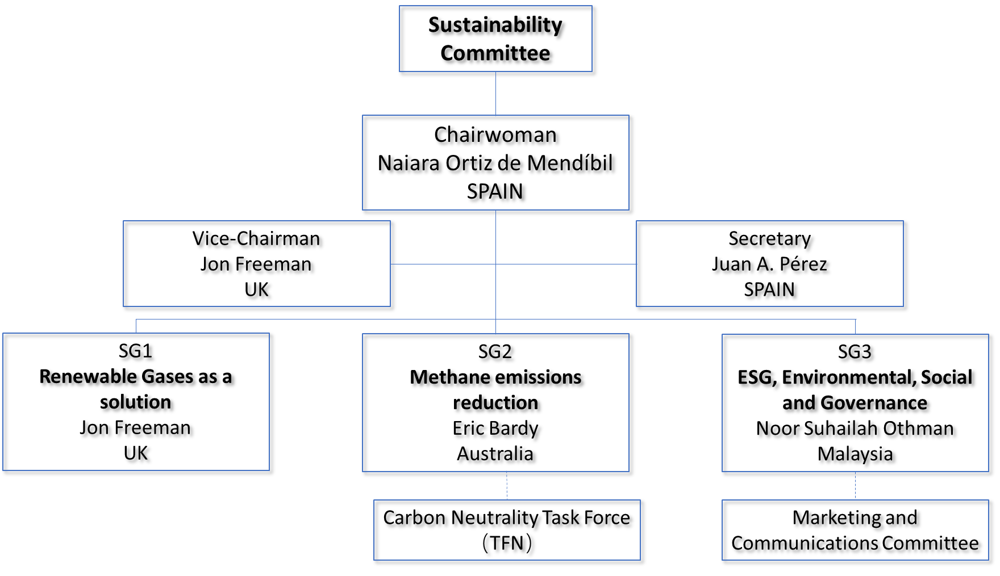 Sustainability
Committee
Chairwoman
Naiara Ortiz de Mendíbil
SPAIN
Vice-Chairman
Jon Freeman
UK
Secretary
Juan A. Pérez
SPAIN
SG1
Renewable Gases as a
solution
Jon Freeman
UK
SG2
Methane emissions
reduction
Eric Bardy
Australia
SG3
ESG, Environmental, Social
and Governance
Noor Suhailah Othman
Malaysia
Carbon Neutrality Task Force
（TFN）
Marketing and
Communications Committee